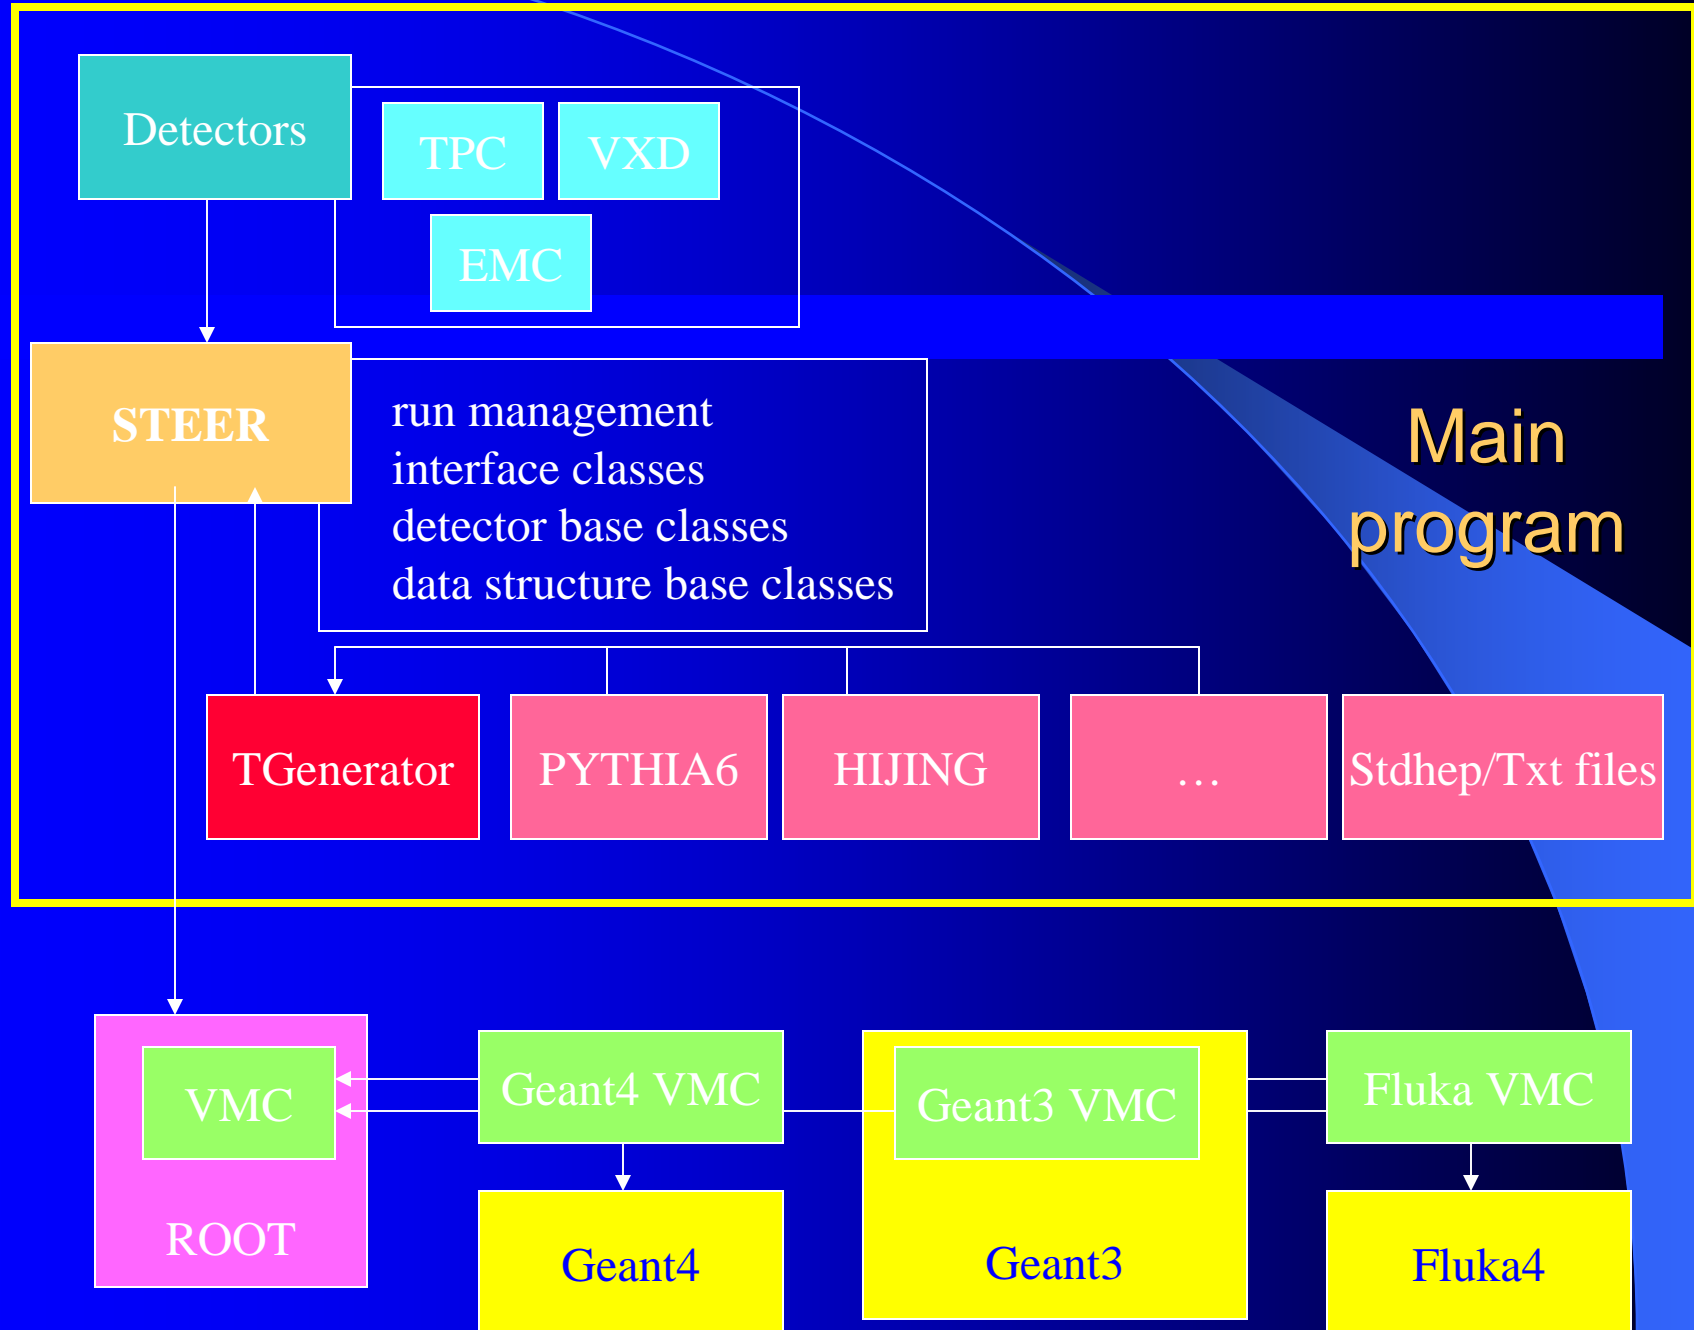 Detectors
TPC
VXD
EMC
STEER
run management
interface classes
detector base classes
data structure base classes
Main
program
TGenerator
PYTHIA6
HIJING
…
Stdhep/Txt files
VMC
ROOT
Geant4 VMC
Geant4
Geant3 VMC
Geant3
Fluka VMC
Fluka4